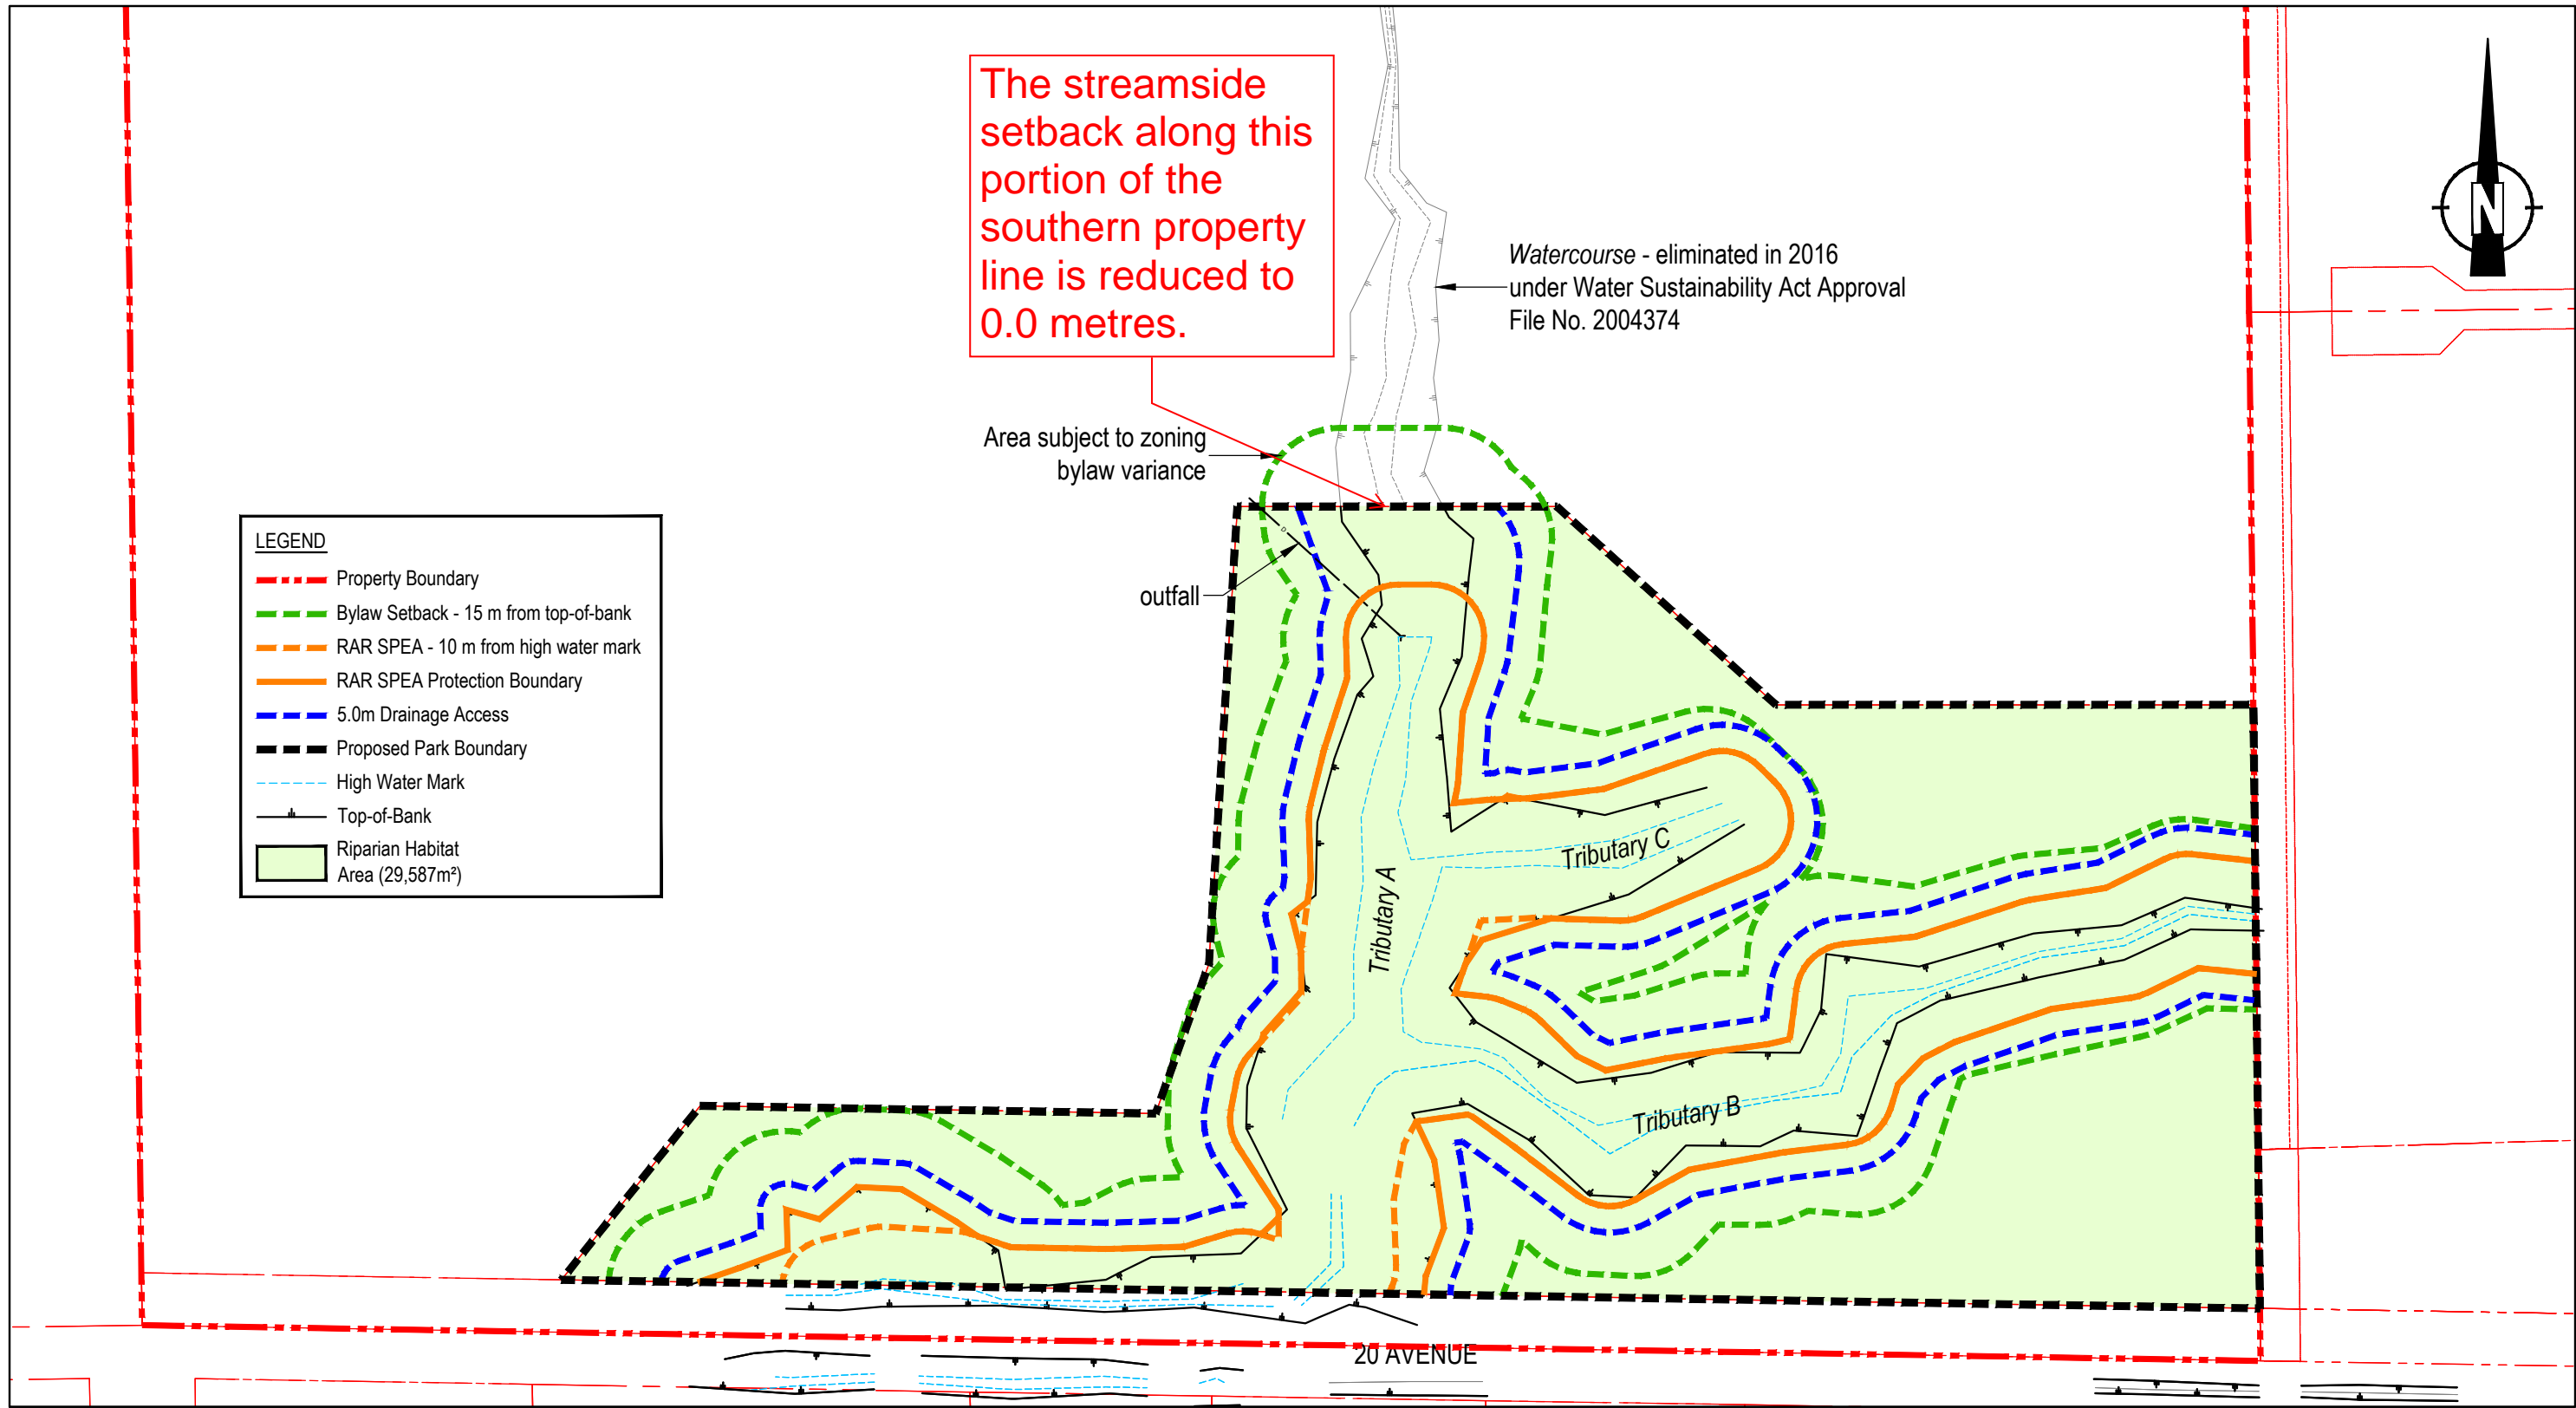 The streamside
setback along this
portion of the
southern property
line is reduced to
0.0 metres.
N
Watercourse - eliminated in 2016
under Water Sustainability Act Approval
File No. 2004374
Area subject to zoning
bylaw variance
outfall
LEGEND
Property Boundary
Bylaw Setback - 15 m from top-of-bank
RAR SPEA - 10 m from high water mark
RAR SPEA Protection Boundary
5.0m Drainage Access
Proposed Park Boundary
High Water Mark
Top-of-Bank
Riparian Habitat
Area (29,587m²)
Tributary C
Tributary A
Tributary B
20 AVENUE